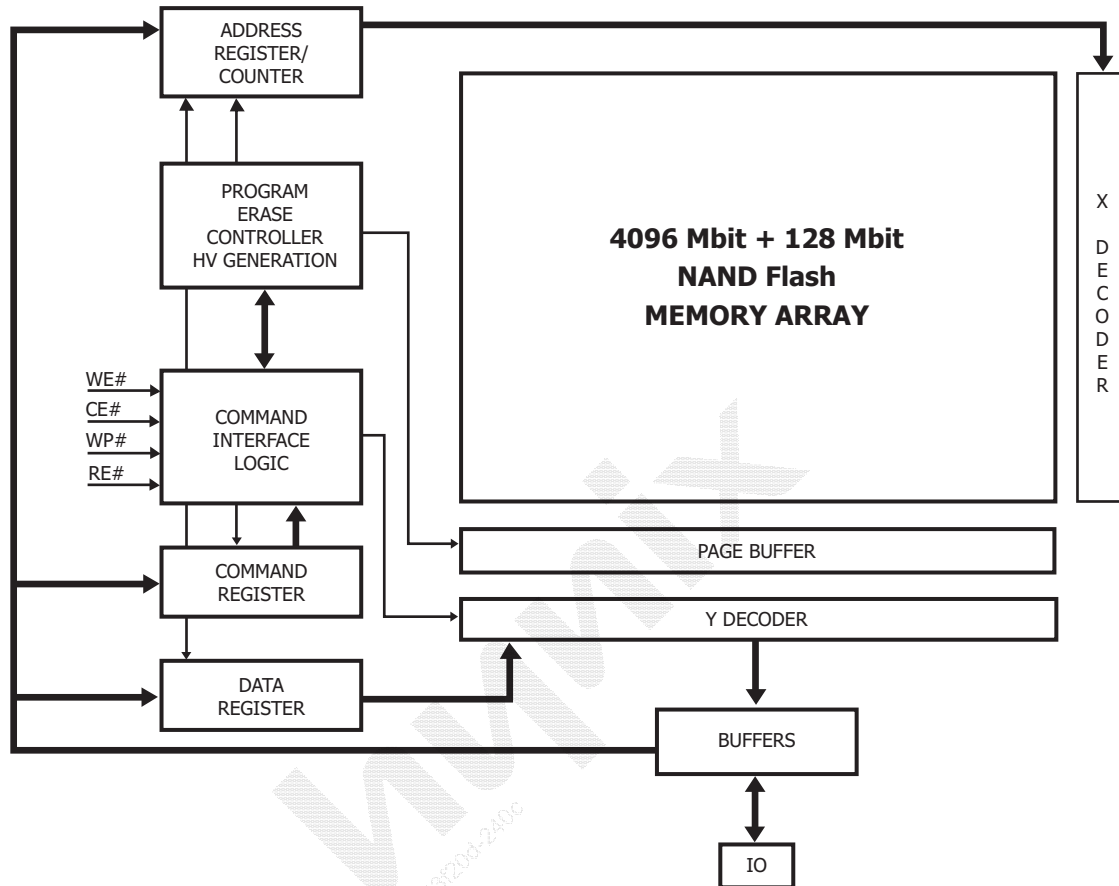 ADDRESS
REGISTER/
COUNTER
PROGRAM
ERASE
CONTROLLER
HV GENERATION
4096 Mbit + 128 Mbit
NAND Flash
MEMORY ARRAY
X
D
E
C
O
D
E
R
WE#
CE#
WP#
RE#
COMMAND
INTERFACE
LOGIC
PAGE BUFFER
COMMAND
REGISTER
Y DECODER
DATA
REGISTER
BUFFERS
IO